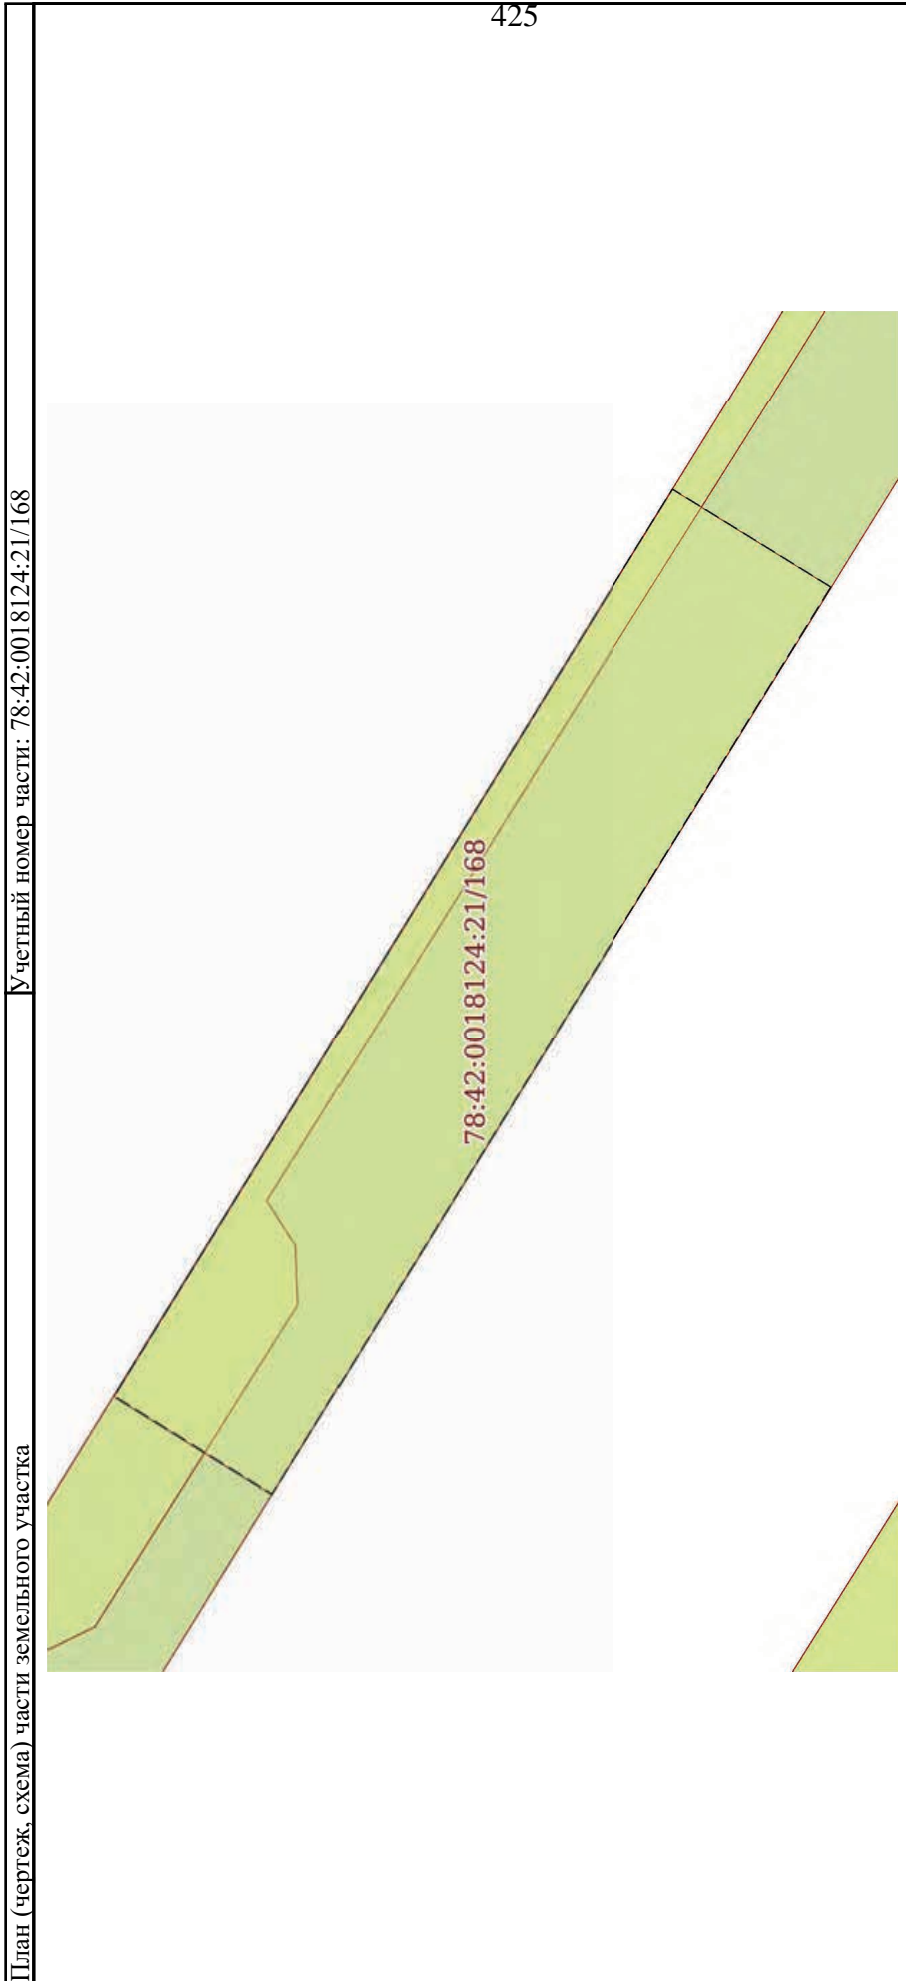 425
План (чертеж, схема) части земельного участка
Учетный номер части: 78:42:0018124:21/168
78:42:0018124:21/168